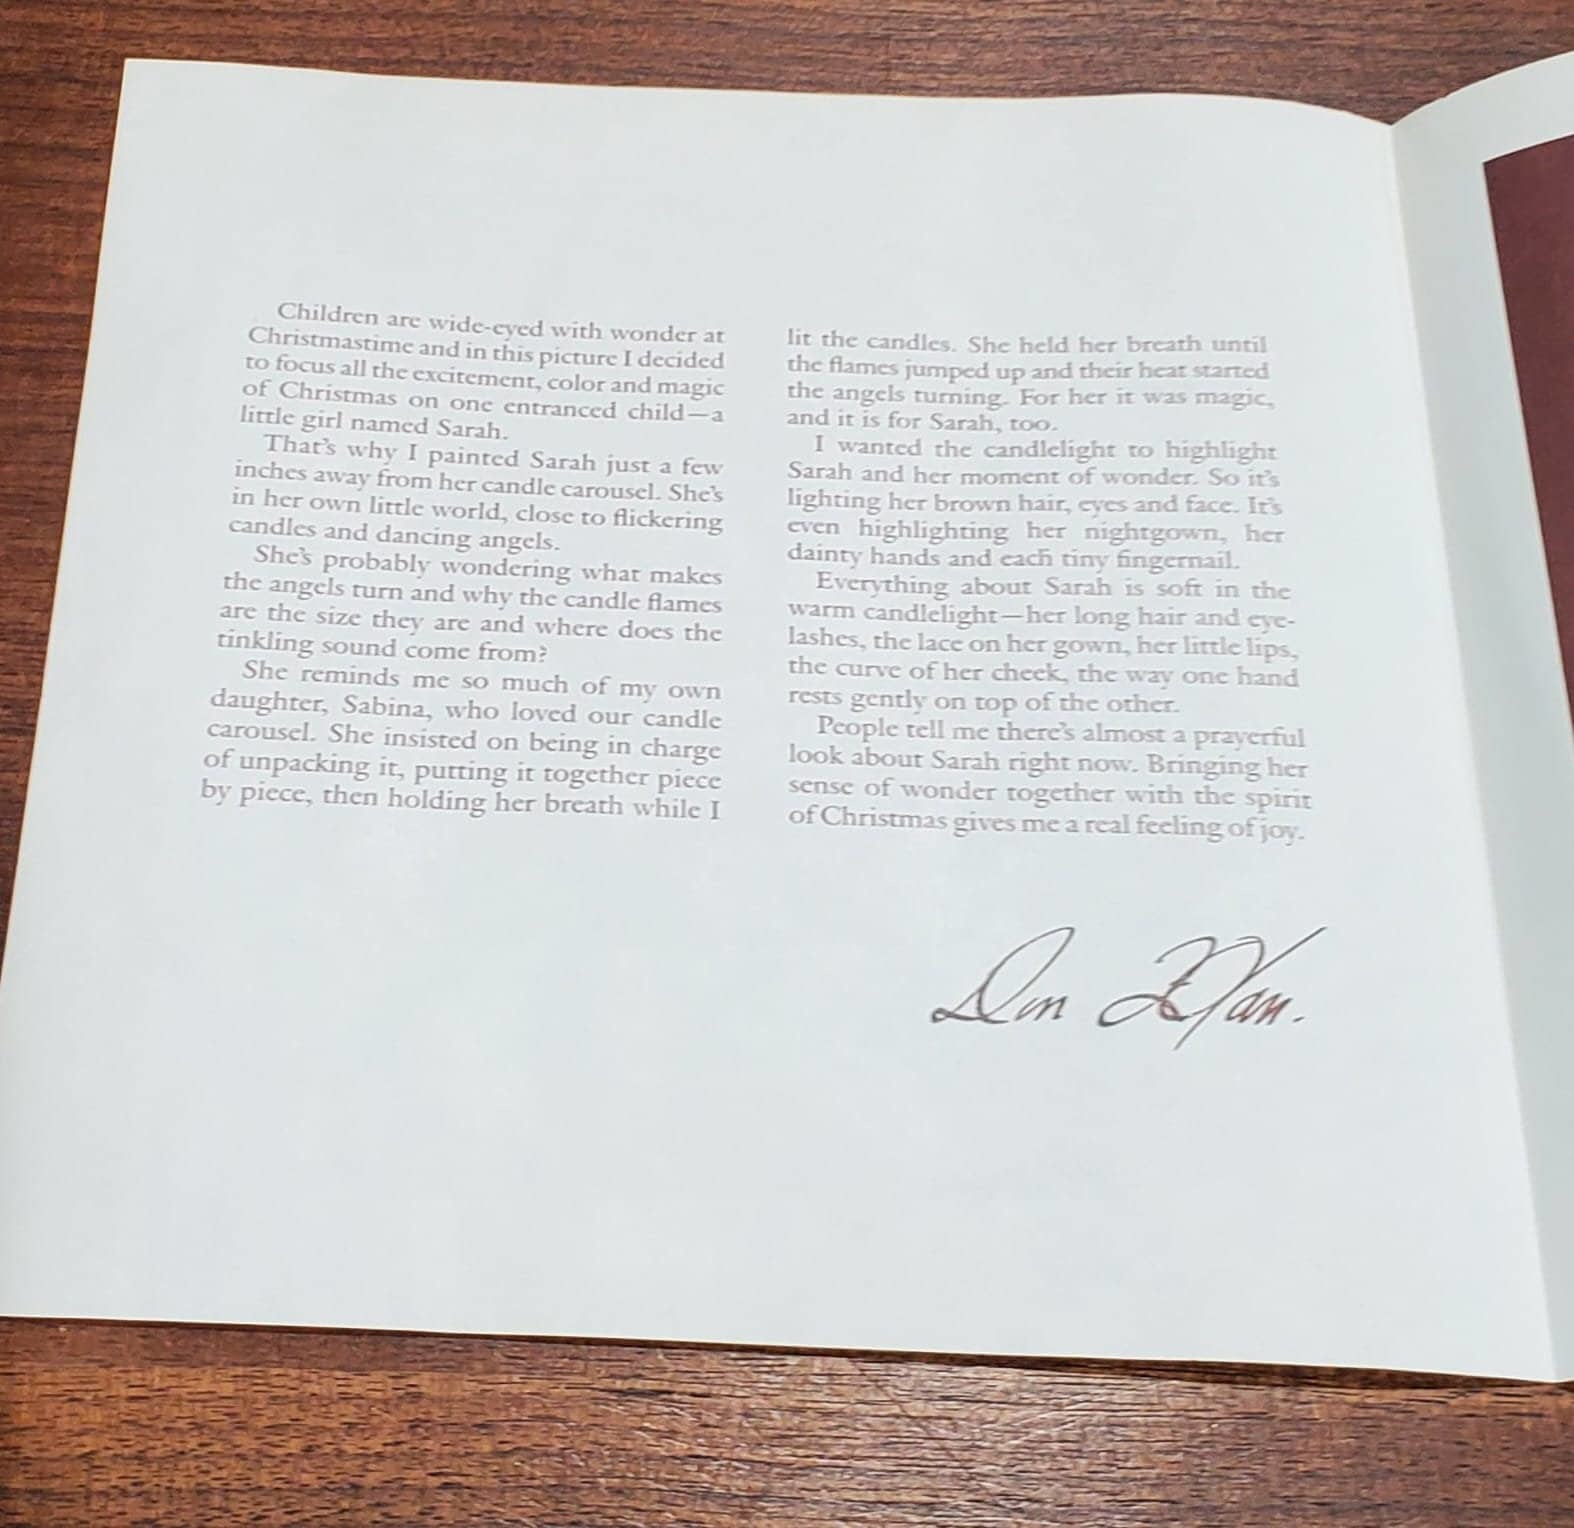 Children are wide-eyed with wonder at
Christmastime and in this picture I decided
to focus all the excitement, color and magic
of Christmas on one entranced child—a
little girl named Sarah.
That's why I painted Sarah just a few
inches away from her candle carousel. She's
in her own little world, close to flickering
candles and dancing angels.
She's probably wondering what makes
the angels turn and why the candle flames
are the size they are and where does the
tinkling sound come from?
She reminds me so much of my own
daughter, Sabina, who loved our candle
carousel. She insisted on being in charge
of unpacking it, putting it together piece
by piece, then holding her breath while I
lit the candles. She held her breath until
the flames jumped up and their heat started
the angels turning. For her it was magic,
and it is for Sarah, too.
I wanted the candlelight to highlight
Sarah and her moment of wonder. So it's
lighting her brown hair, eyes and face. It's
even highlighting her nightgown, her
dainty hands and each tiny fingernail.
Everything about Sarah is soft in the
warm candlelight—her long hair and eye-
lashes, the lace on her gown, her little lips,
the curve of her cheek, the way one hand
rests gently on top of the other.
People tell me there's almost a prayerful
look about Sarah right now. Bringing her
sense of wonder together with the spirit
of Christmas gives me a real feeling of joy.